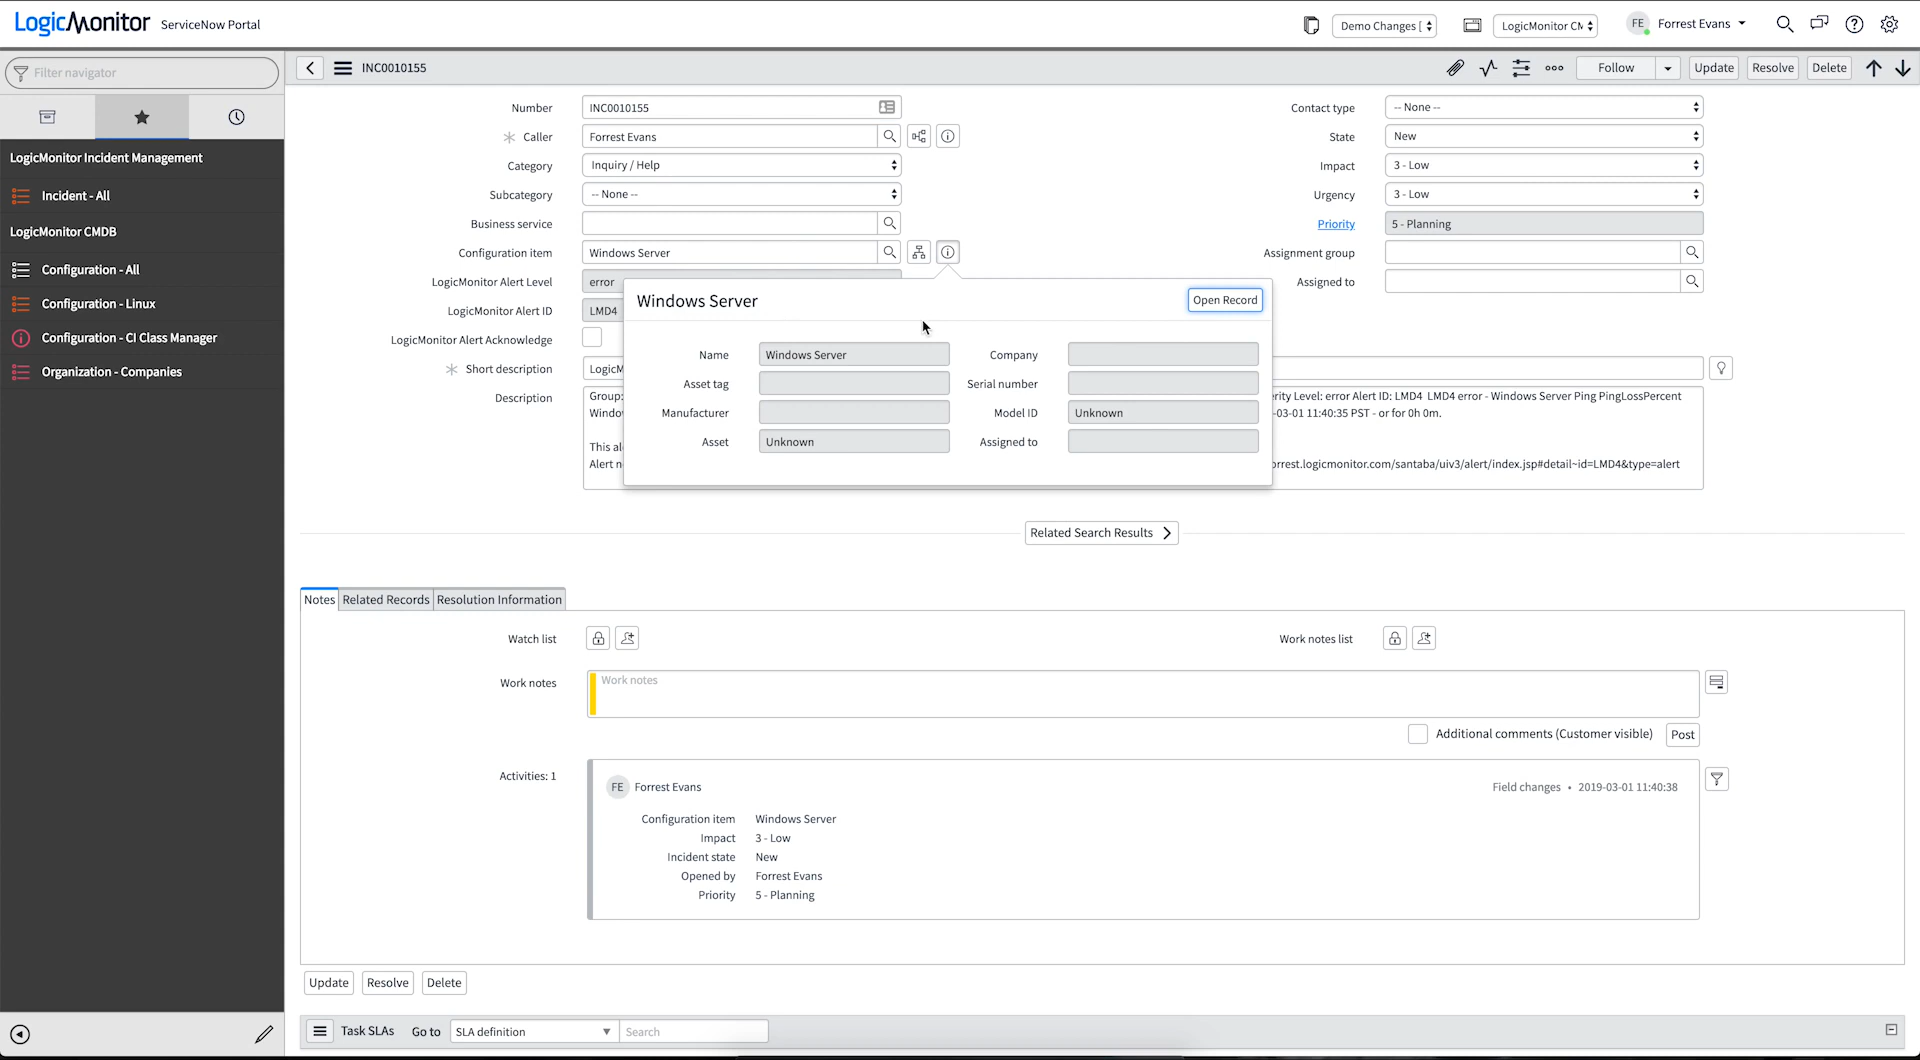 LogicMonitor ServiceNow Portal
Demo Changes [
LogicMonitor CM
FE Forrest Evans
Filter navigator
INC0010155
Follow
Update
Resolve
Delete
LogicMonitor Incident Management
Incident - All
LogicMonitor CMDB
Configuration - All
Configuration - Linux
Configuration - CI Class Manager
Organization - Companies
Number INC0010155
Caller Forrest Evans
Category Inquiry / Help
Subcategory -- None --
Business service
Configuration item Windows Server
LogicMonitor Alert Level error
LogicMonitor Alert ID LMD4
LogicMonitor Alert Acknowledge
Short description LogicM
Description Group:
Windo
This al
Alert n
Contact type -- None --
State New
Impact 3 - Low
Urgency 3 - Low
Priority 5 - Planning
Assignment group
Assigned to
Windows Server Open Record
Name Windows Server Company
Asset tag Serial number
Manufacturer Model ID Unknown
Asset Unknown Assigned to
rity Level: error Alert ID: LMD4 LMD4 error - Windows Server Ping PingLossPercent
-03-01 11:40:35 PST - or for 0h 0m.
orrest.logicmonitor.com/santaba/uiv3/alert/index.jsp#detail~id=LMD4&type=alert
Related Search Results
Notes Related Records Resolution Information
Watch list Work notes list
Work notes Work notes
Additional comments (Customer visible) Post
Activities: 1
FE Forrest Evans Field changes • 2019-03-01 11:40:38
Configuration item Windows Server
Impact 3 - Low
Incident state New
Opened by Forrest Evans
Priority 5 - Planning
Update Resolve Delete
Task SLAs Go to SLA definition Search